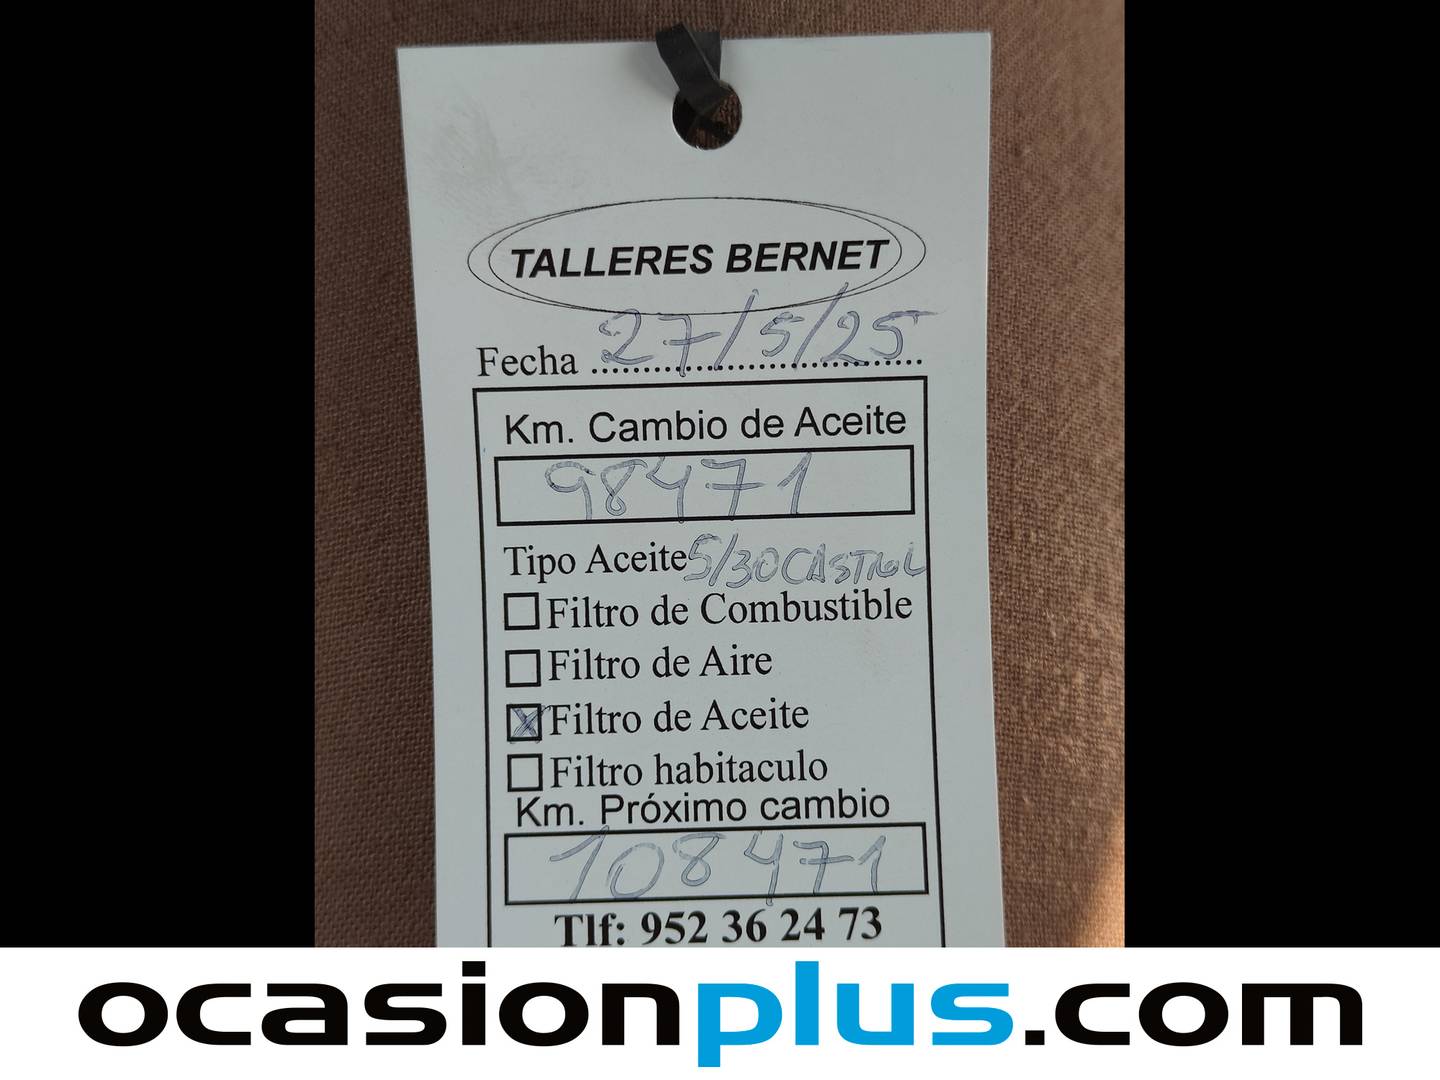 TALLERES BERNET
Fecha 27/5/25
Km. Cambio de Aceite
98471
Tipo Aceite 5/30 CASTROL
Filtro de Combustible
Filtro de Aire
X Filtro de Aceite
Filtro habitaculo
Km. Próximo cambio
108471
Tlf: 952 36 24 73
ocasionplus.com